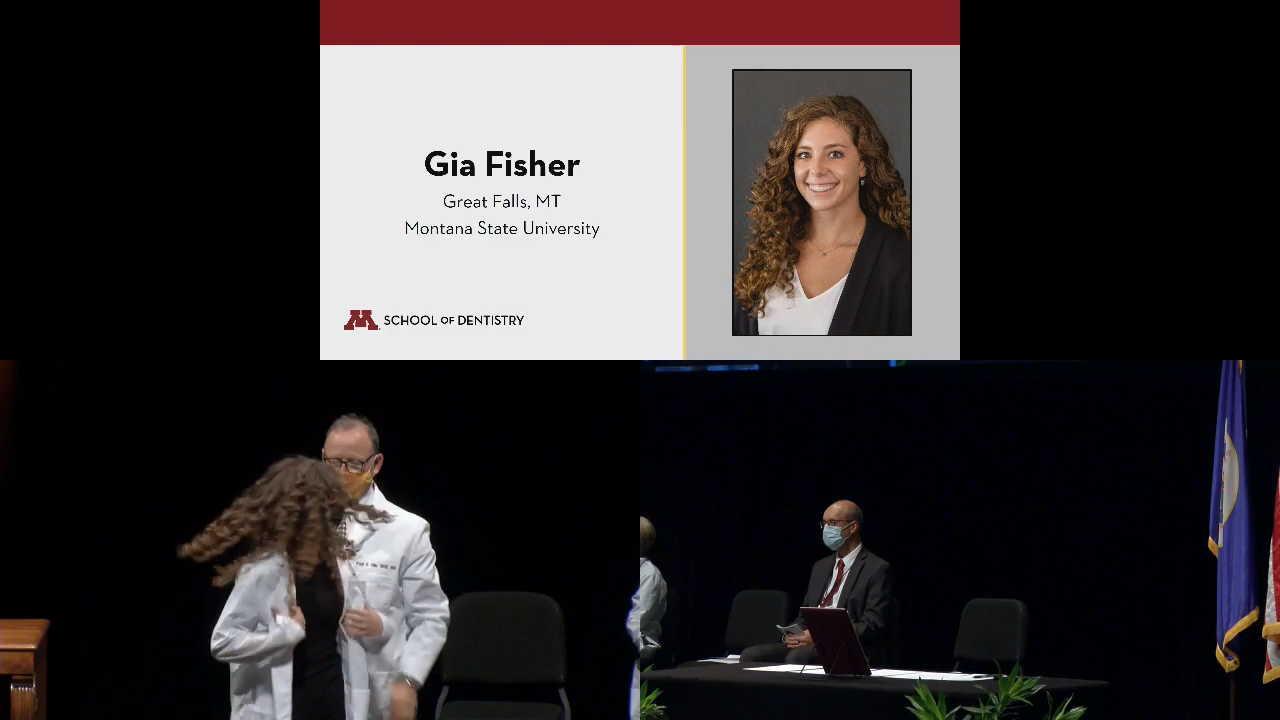 Gia Fisher
Great Falls, MT
Montana State University
M SCHOOL OF DENTISTRY